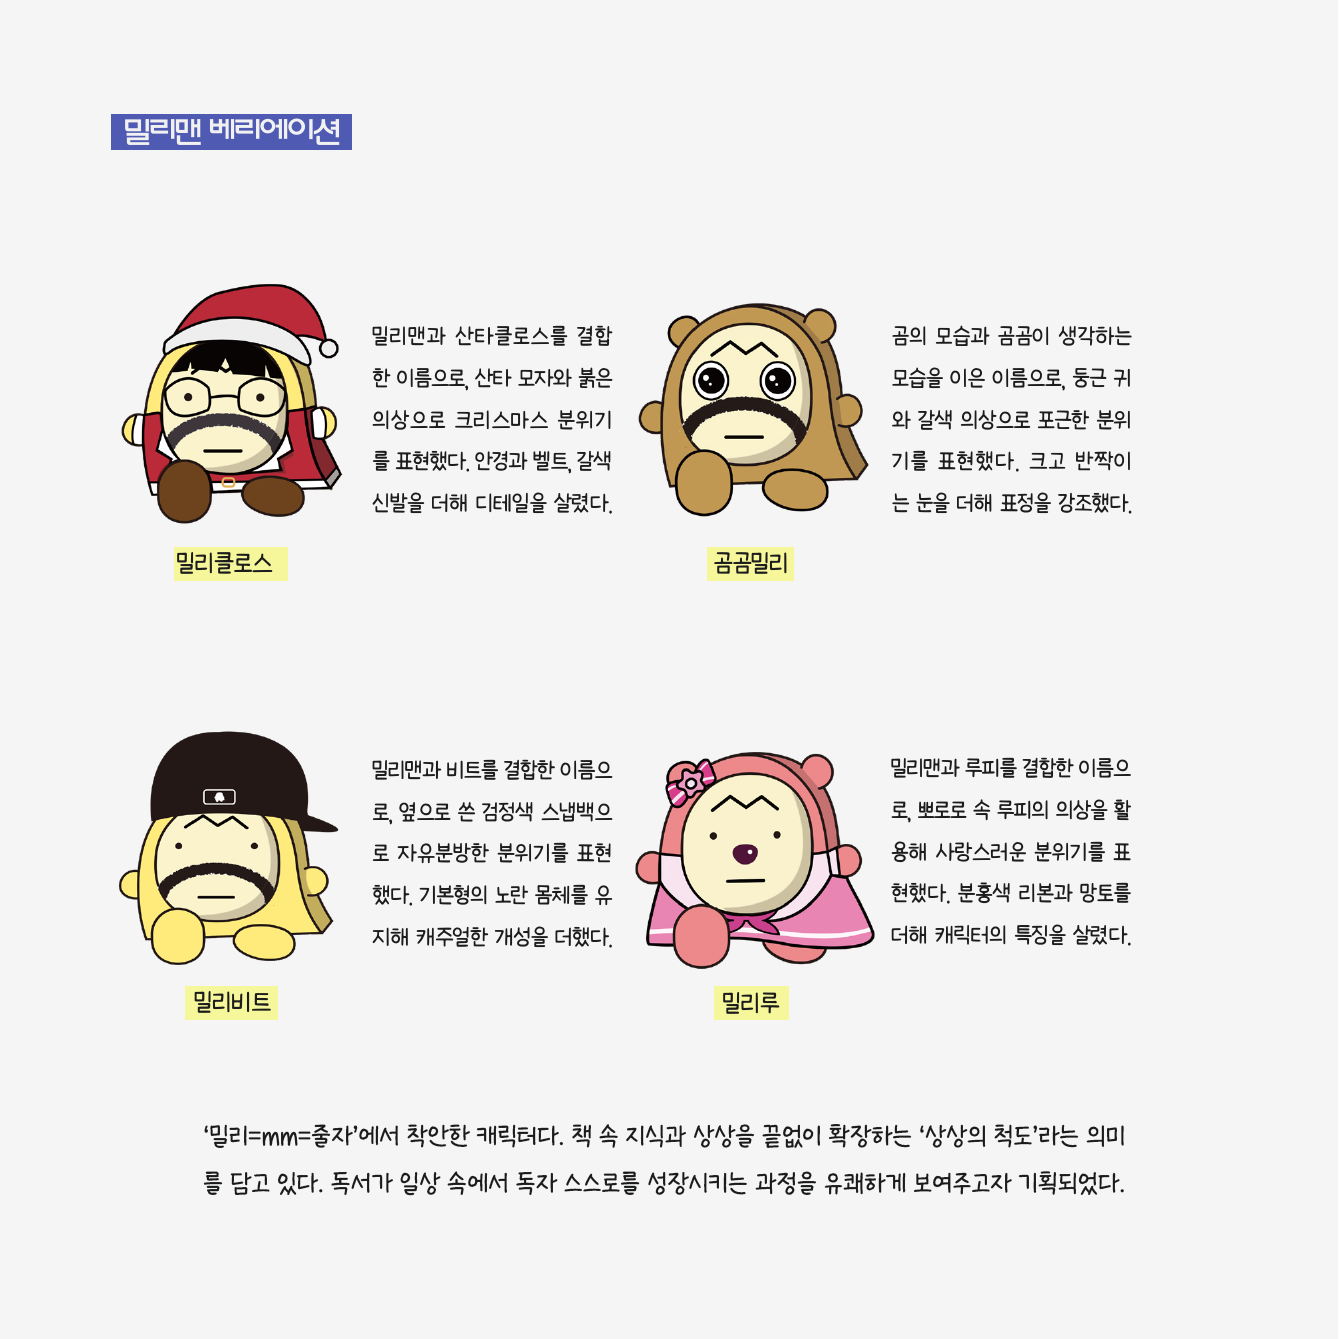 밀리맨 베리에이션
밀리맨과 산타클로스를 결합
한 이름으로, 산타 모자와 붉은
의상으로 크리스마스 분위기
를 표현했다. 안경과 벨트, 갈색
신발을 더해 디테일을 살렸다.
밀리클로스
곰의 모습과 곰곰이 생각하는
모습을 이은 이름으로, 둥근 귀
와 갈색 의상으로 포근한 분위
기를 표현했다. 크고 반짝이
는 눈을 더해 표정을 강조했다.
곰곰밀리
밀리맨과 비트를 결합한 이름으
로, 옆으로 쓴 검정색 스냅백으
로 자유분방한 분위기를 표현
했다. 기본형의 노란 몸체를 유
지해 캐주얼한 개성을 더했다.
밀리비트
밀리맨과 루피를 결합한 이름으
로, 뽀로로 속 루피의 의상을 활
용해 사랑스러운 분위기를 표
현했다. 분홍색 리본과 망토를
더해 캐릭터의 특징을 살렸다.
밀리루
‘밀리=mm=줄자’에서 착안한 캐릭터다. 책 속 지식과 상상을 끝없이 확장하는 ‘상상의 척도’라는 의미
를 담고 있다. 독서가 일상 속에서 독자 스스로를 성장시키는 과정을 유쾌하게 보여주고자 기획되었다.